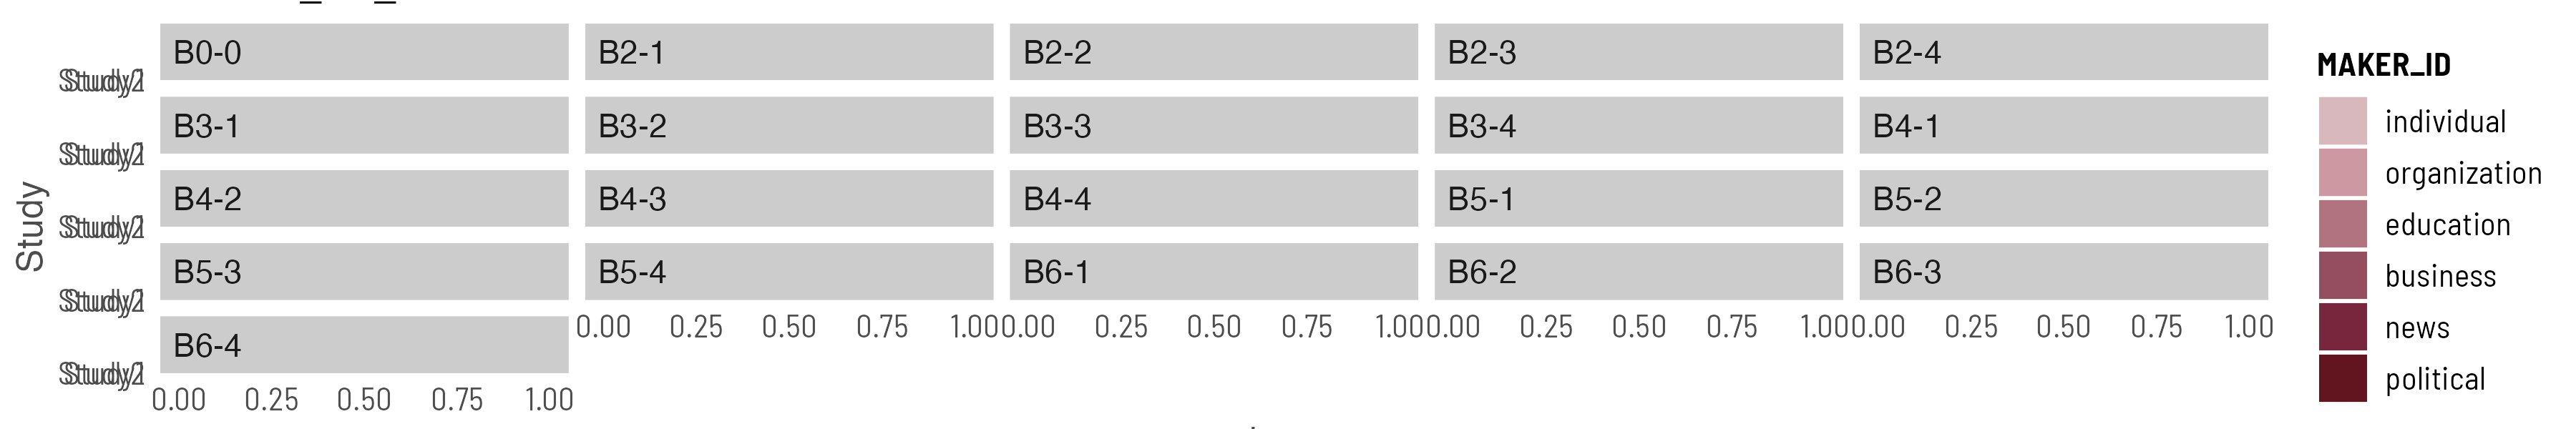 B0-0 B2-1 B2-2 B2-3 B2-4
B3-1 B3-2 B3-3 B3-4 B4-1
B4-2 B4-3 B4-4 B5-1 B5-2
B5-3 B5-4 B6-1 B6-2 B6-3
0.00 0.25 0.50 0.75 1.00 0.00 0.25 0.50 0.75 1.00 0.00 0.25 0.50 0.75 1.00 0.00 0.25 0.50 0.75 1.00
B6-4
0.00 0.25 0.50 0.75 1.00
Study
MAKER_ID
individual
organization
education
business
news
political